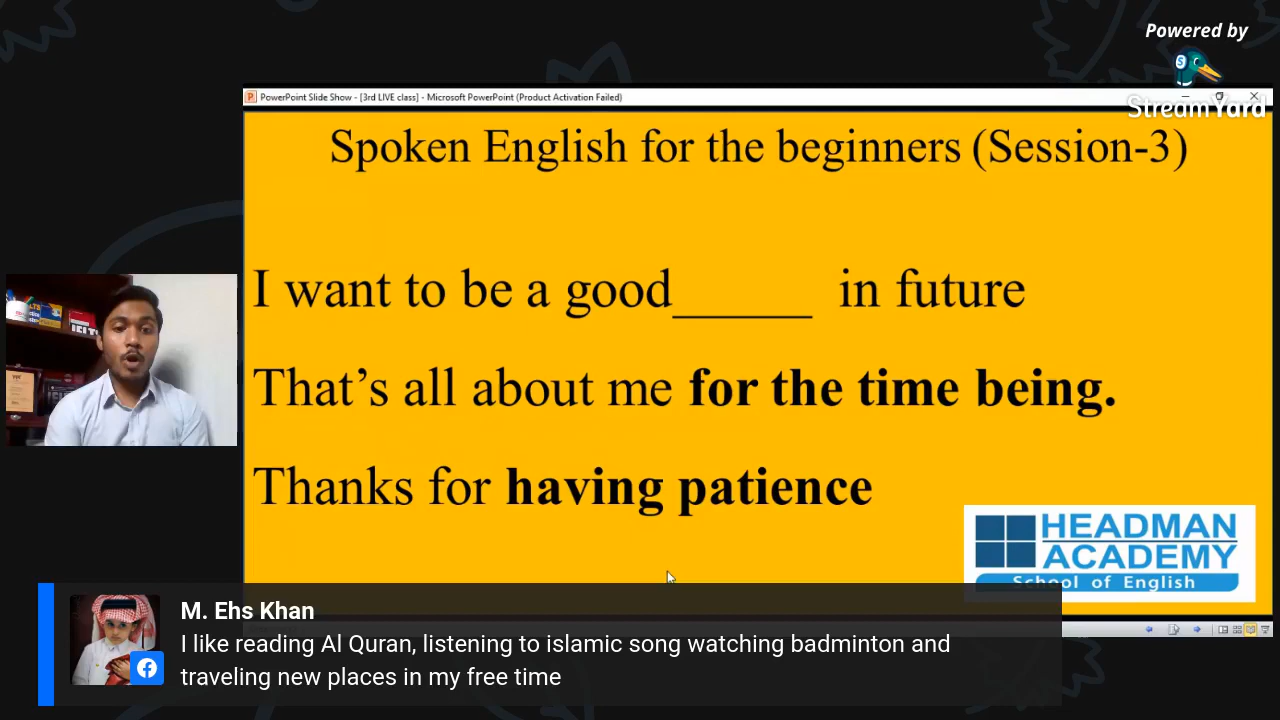 Powered by
StreamYard
PowerPoint Slide Show - [3rd LIVE class] - Microsoft PowerPoint (Product Activation Failed)
Spoken English for the beginners (Session-3)
I want to be a good______ in future
That's all about me for the time being.
Thanks for having patience
IELTS
HEADMAN
ACADEMY
School of English
M. Ehs Khan
I like reading Al Quran, listening to ıslamic song watching badminton and
traveling new places in my free time